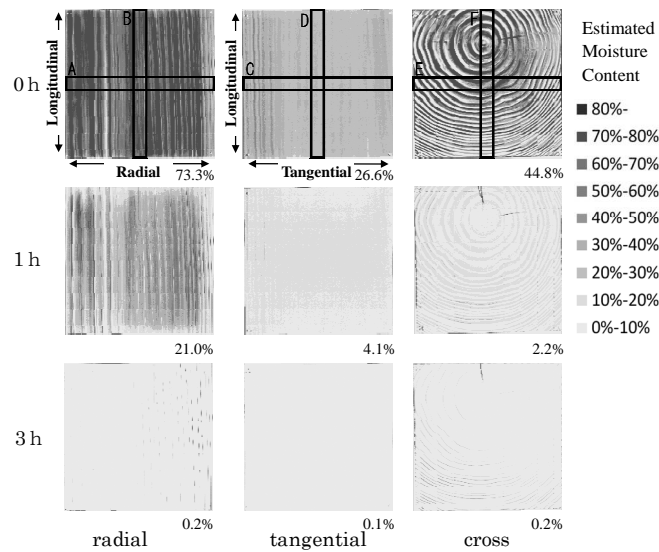 B
D
F
A
C
E
0 h
Longitudinal
Longitudinal
Radial
73.3%
Tangential
26.6%
44.8%
Estimated
Moisture
Content
80%-
70%-80%
60%-70%
50%-60%
40%-50%
30%-40%
20%-30%
10%-20%
0%-10%
1 h
21.0%
4.1%
2.2%
3 h
0.2%
0.1%
0.2%
radial
tangential
cross